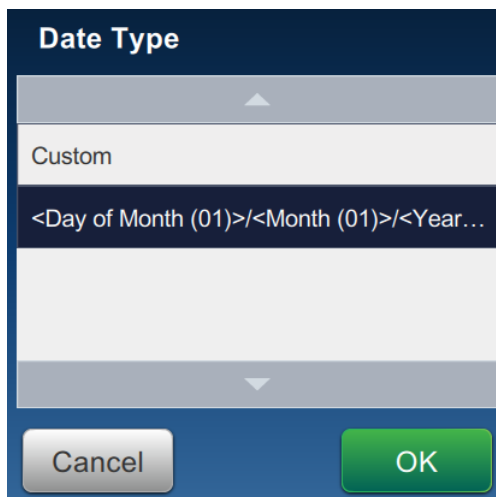 Date Type
Custom
<Day of Month (01)>/<Month (01)>/<Year...
Cancel
OK